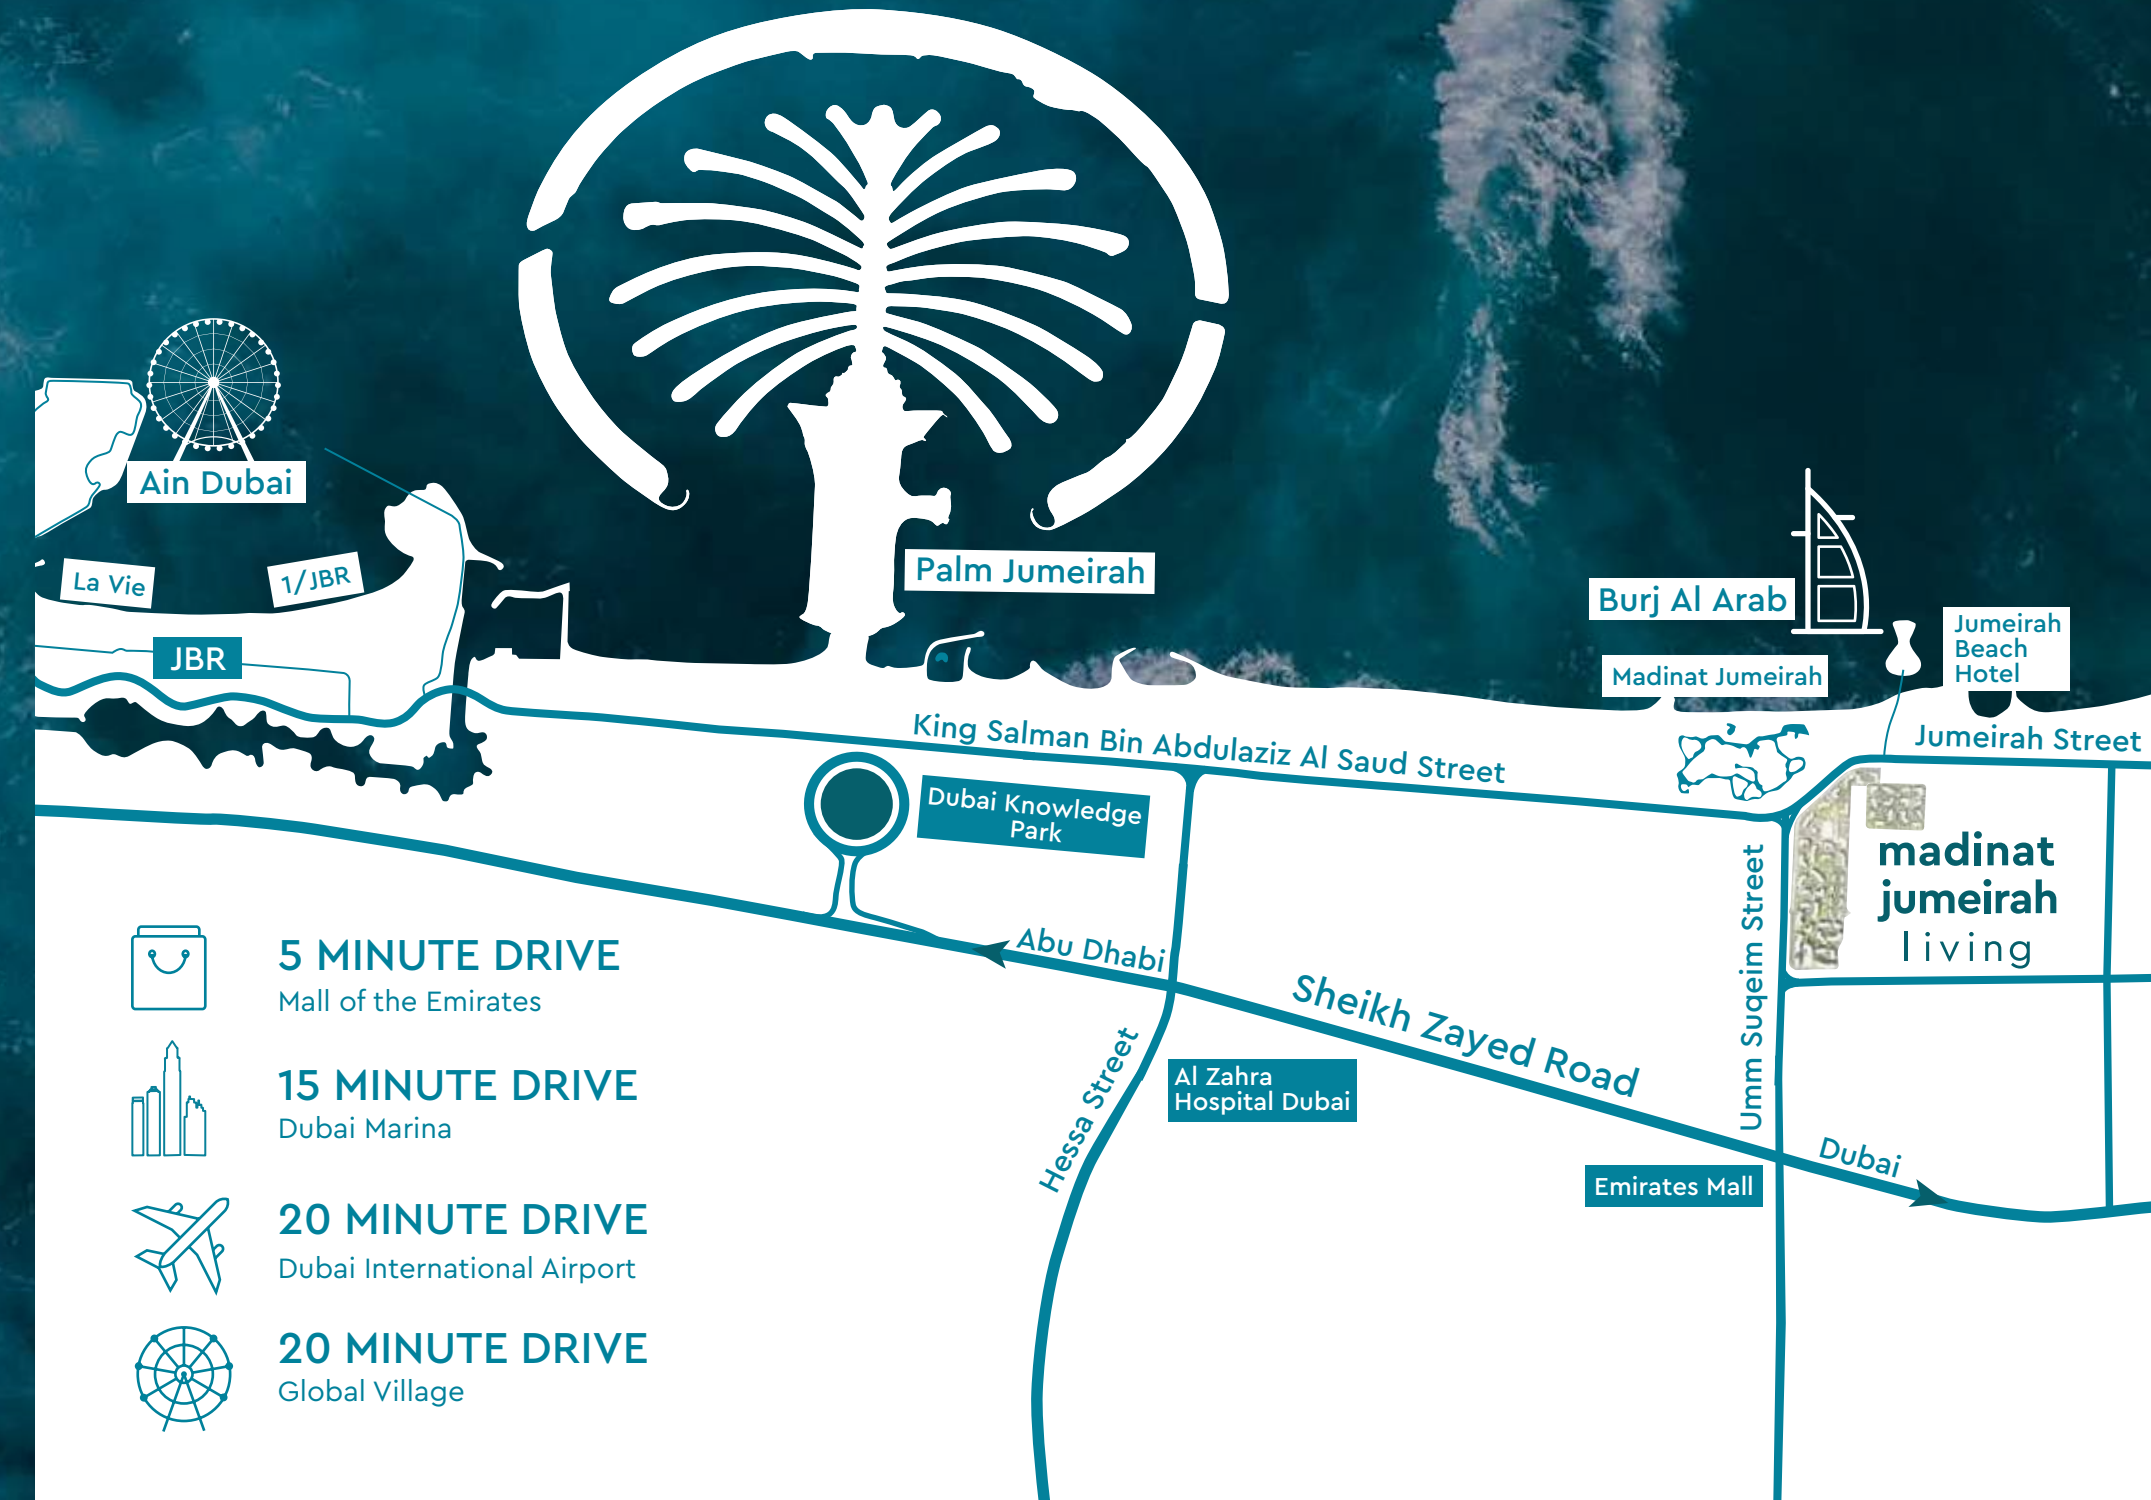 Ain Dubai
La Vie
1/JBR
JBR
Palm Jumeirah
Burj Al Arab
Jumeirah
Beach
Hotel
Madinat Jumeirah
King Salman Bin Abdulaziz Al Saud Street
Jumeirah Street
Dubai Knowledge
Park
madinat
jumeirah
living
Umm Suqeim Street
Abu Dhabi
Sheikh Zayed Road
Hessa Street
Al Zahra
Hospital Dubai
Dubai
Emirates Mall
5 MINUTE DRIVE
Mall of the Emirates
15 MINUTE DRIVE
Dubai Marina
20 MINUTE DRIVE
Dubai International Airport
20 MINUTE DRIVE
Global Village